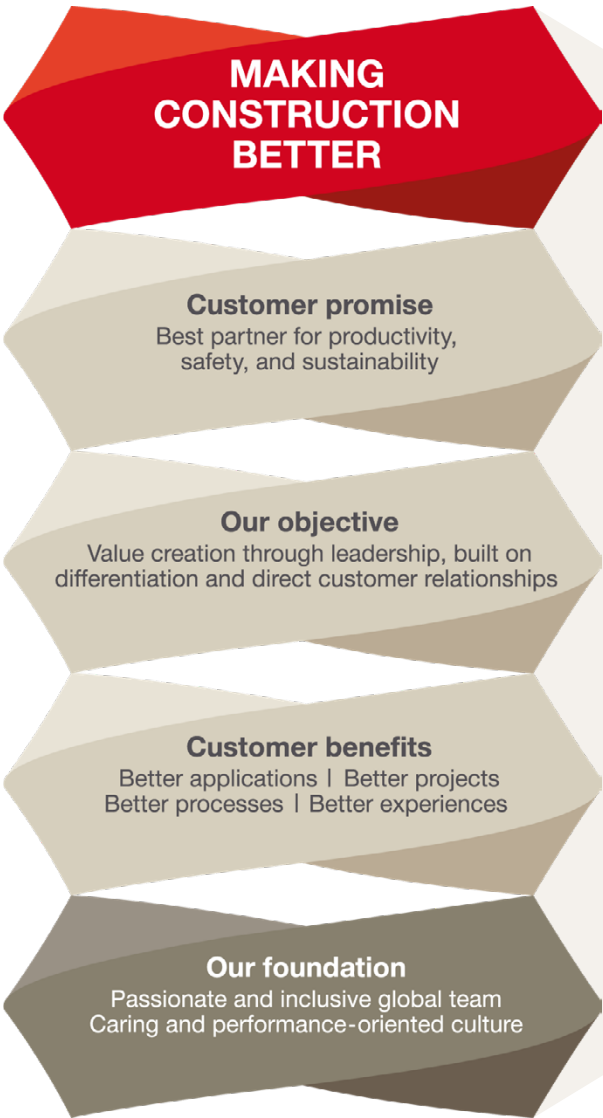 MAKING
CONSTRUCTION
BETTER
Customer promise
Best partner for productivity,
safety, and sustainability
Our objective
Value creation through leadership, built on
differentiation and direct customer relationships
Customer benefits
Better applications | Better projects
Better processes | Better experiences
Our foundation
Passionate and inclusive global team
Caring and performance-oriented culture